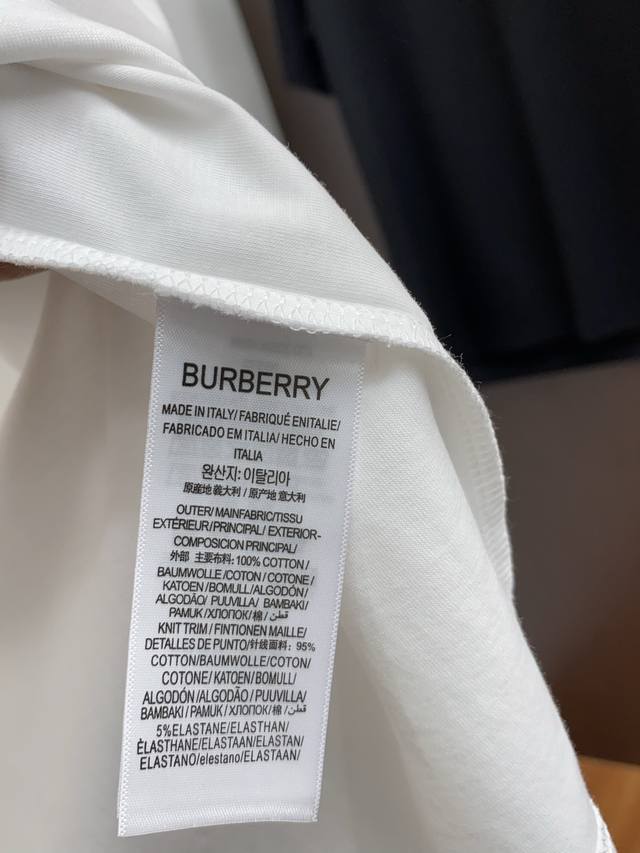 BURBERRY
MADE IN ITALY/ FABRIQUÉ ENITALIE/
FABRICADO EM ITALIA/ HECHO EN
ITALIA
완산지: 이탈리아
原産地 義大利 / 原产地 意大利
OUTER/ MAINFABRIC/TISSU
EXTÉRIEUR/PRINCIPAL/ EXTERIOR-
COMPOSICION PRINCIPAL/
外部 主要布料: 100% COTTON /
BAUMWOLLE /COTON / COTONE /
KATOEN / BOMULL/ALGODÓN/
ALGODÃO/ PUUVILLA/ BAMBAKI/
PAMUK /ХЛОПОК/ 棉/ قطن/
KNIT TRIM / FINTIONEN MAILLE/
DETALLES DE PUNTO/针线面料: 95%
COTTON/BAUMWOLLE/COTON/
COTONE/ KATOEN/ BOMULL/
ALGODÓN /ALGODÃO / PUUVILLA/
BAMBAKI / PAMUK /ХЛОПОК/棉/ قطن/
5%ELASTANE/ELASTHAN/
ÈLASTHANE/ELASTAAN/ELASTAN/
ELASTANO/elestano/ELASTAAN/